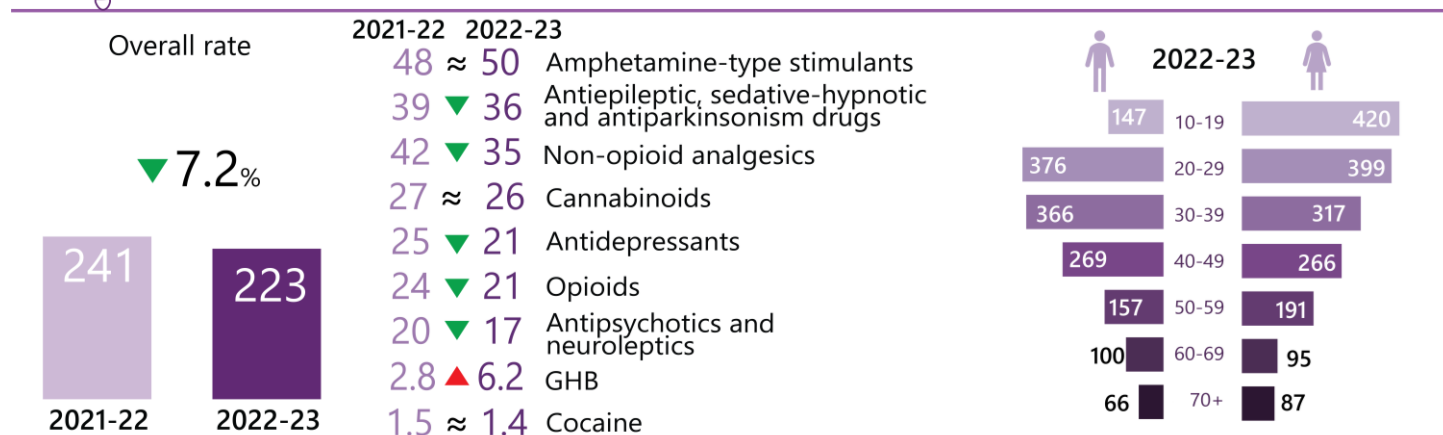 Overall rate
▼7.2%
241
223
2021-22 2022-23
2021-22 2022-23
48 ≈ 50 Amphetamine-type stimulants
39 ▼ 36 Antiepileptic, sedative-hypnotic
and antiparkinsonism drugs
42 ▼ 35 Non-opioid analgesics
27 ≈ 26 Cannabinoids
25 ▼ 21 Antidepressants
24 ▼ 21 Opioids
20 ▼ 17 Antipsychotics and
neuroleptics
2.8 ▲ 6.2 GHB
1.5 ≈ 1.4 Cocaine
2022-23
147 10-19 420
376 20-29 399
366 30-39 317
269 40-49 266
157 50-59 191
100 60-69 95
66 70+ 87